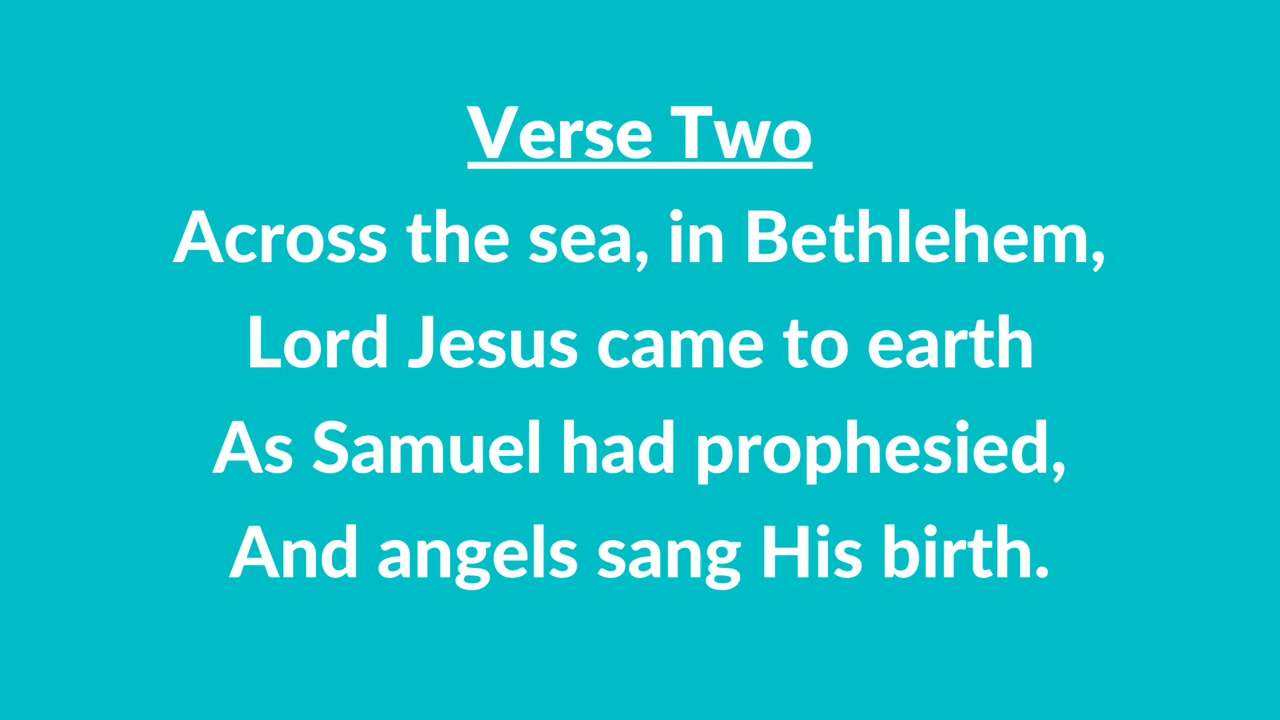 Verse Two
Across the sea, in Bethlehem,
Lord Jesus came to earth
As Samuel had prophesied,
And angels sang His birth.